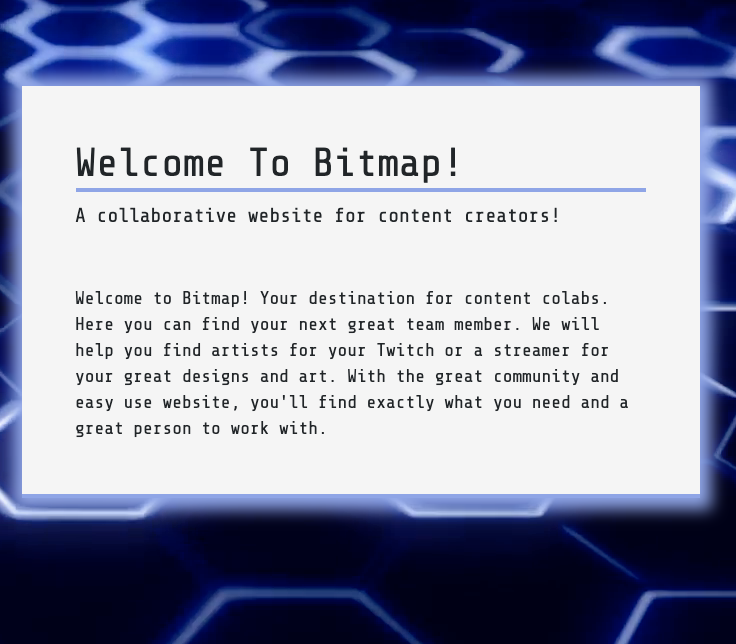 Welcome To Bitmap!
A collaborative website for content creators!
Welcome to Bitmap! Your destination for content colabs.
Here you can find your next great team member. We will
help you find artists for your Twitch or a streamer for
your great designs and art. With the great community and
easy use website, you'll find exactly what you need and a
great person to work with.